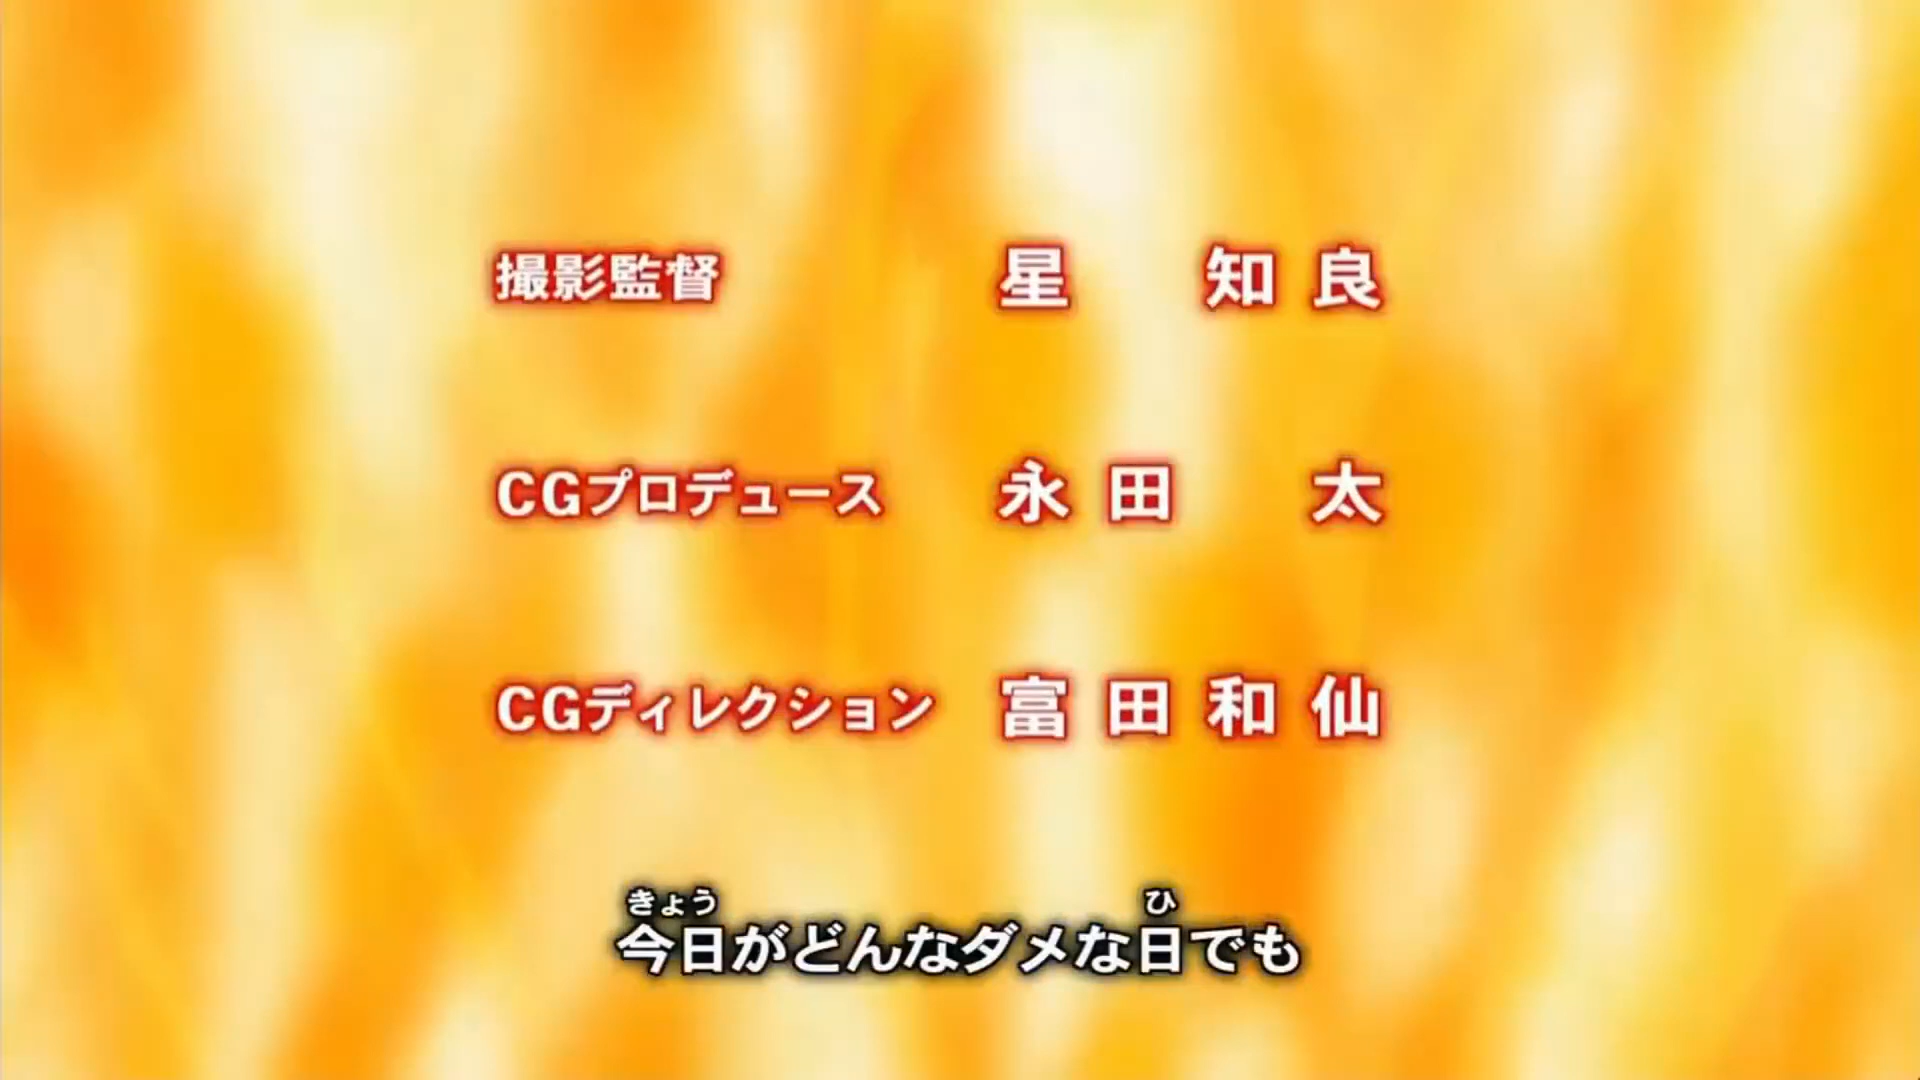 撮影監督 星 知良
CGプロデュース 永田 太
CGディレクション 富田和仙
きょう ひ
今日がどんなダメな日でも